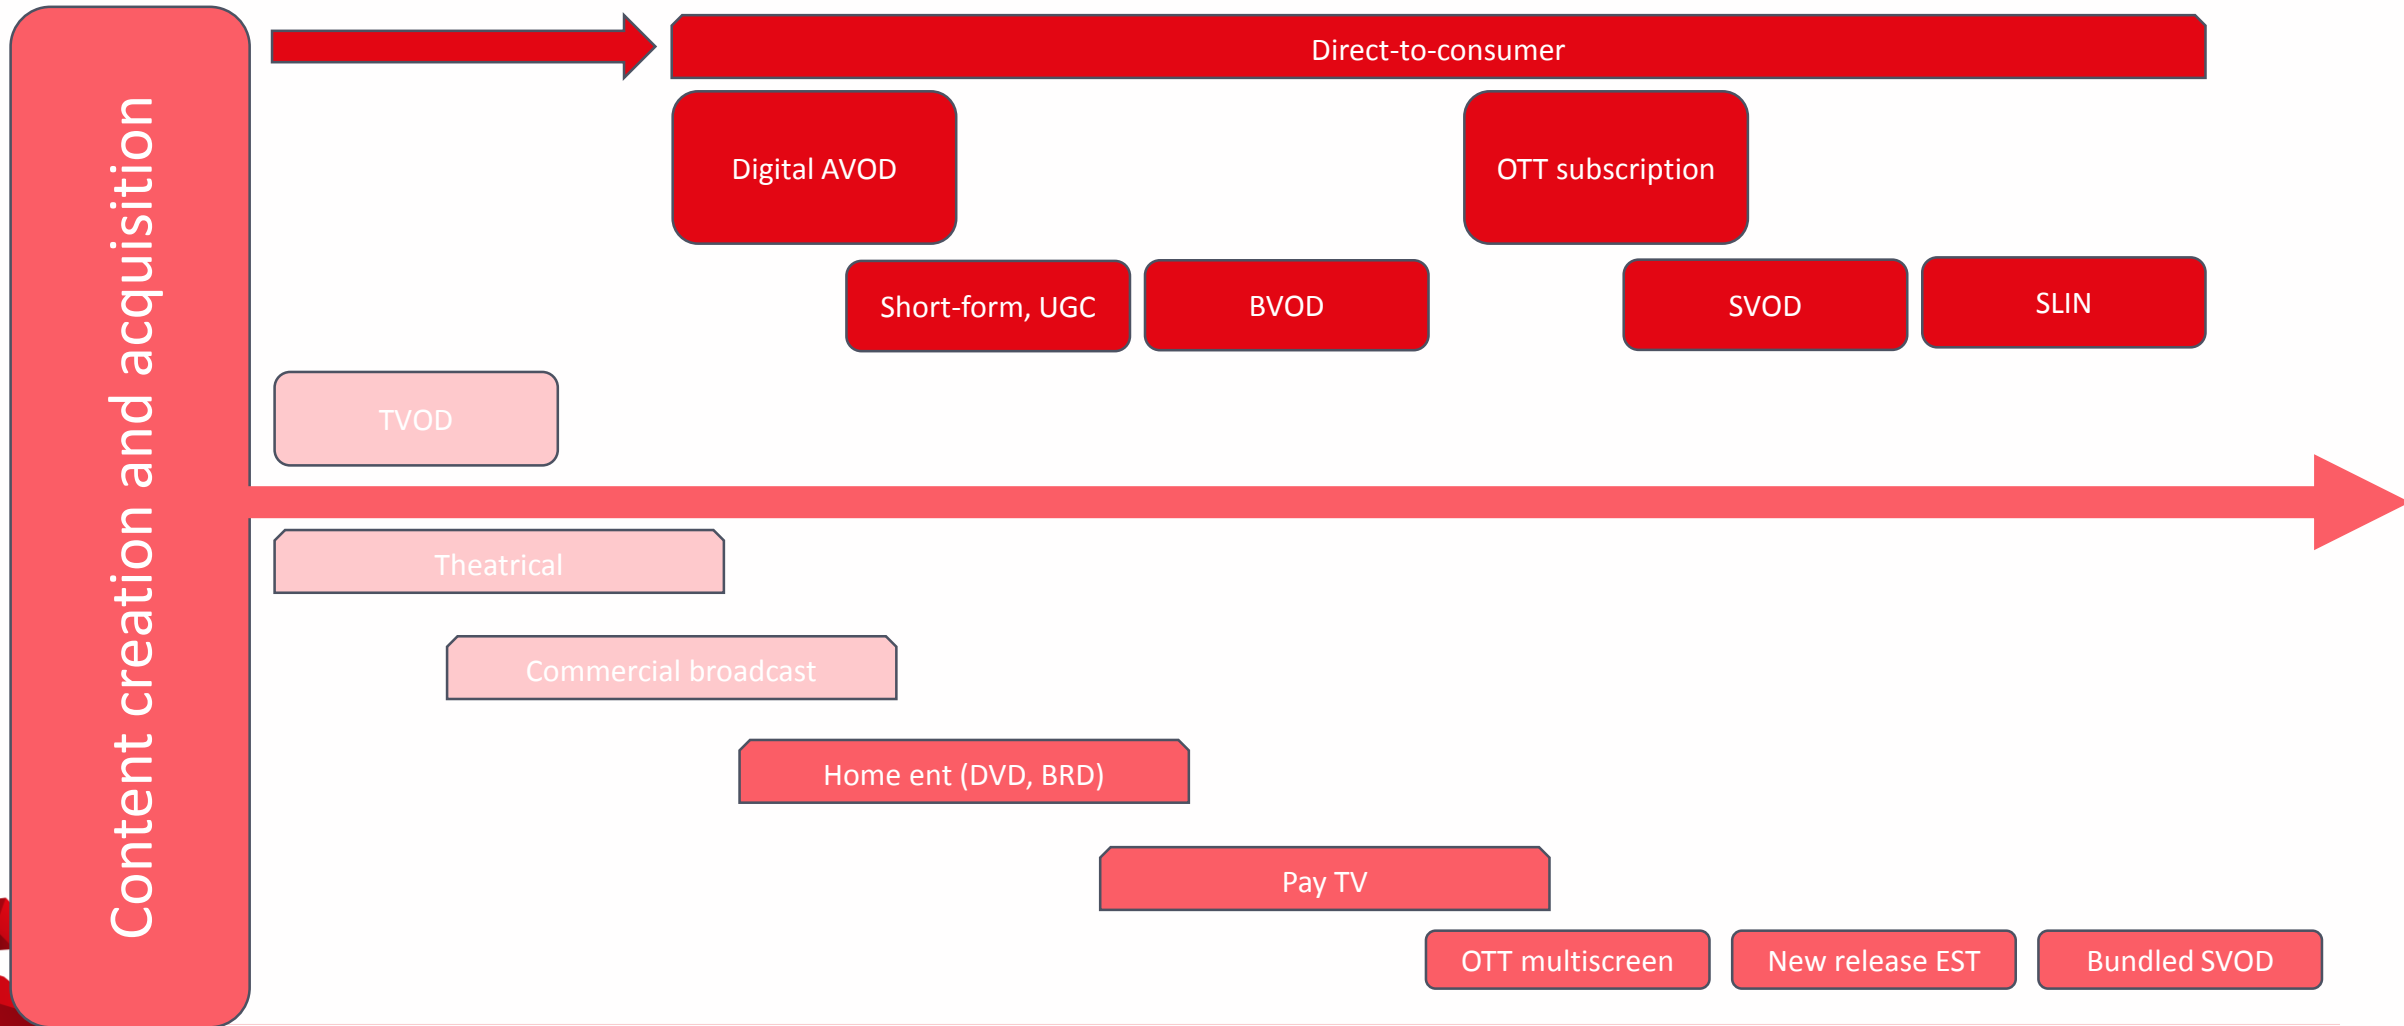 Content creation and acquisition
Direct-to-consumer
Digital AVOD
OTT subscription
Short-form, UGC
BVOD
SVOD
SLIN
TVOD
Theatrical
Commercial broadcast
Home ent (DVD, BRD)
Pay TV
OTT multiscreen
New release EST
Bundled SVOD